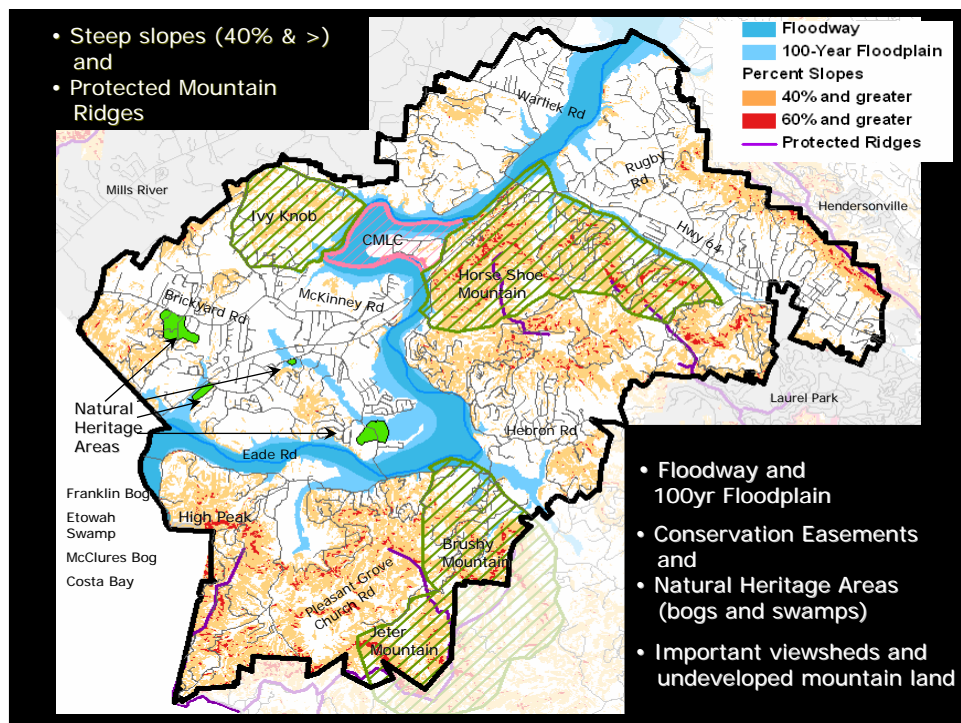 • Steep slopes (40% & >)
and
• Protected Mountain
Ridges
Floodway
100-Year Floodplain
Percent Slopes
40% and greater
60% and greater
Protected Ridges
Warlick Rd
Rugby
Rd
Mills River
Ivy Knob
Hendersonville
CMLC
Hwy 64
Horse Shoe
Mountain
Brickyard Rd
McKinney Rd
Laurel Park
Natural
Heritage
Areas
Hebron Rd
Eade Rd
Franklin Bog
Etowah
Swamp
McClures Bog
Costa Bay
High Peak
Brushy
Mountain
Pleasant Grove
Church Rd
Jeter
Mountain
• Floodway and
100yr Floodplain
• Conservation Easements
and
• Natural Heritage Areas
(bogs and swamps)
• Important viewsheds and
undeveloped mountain land